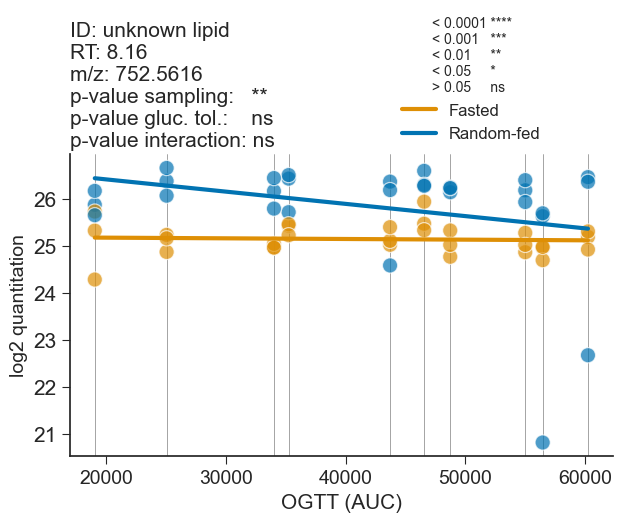 ID: unknown lipid
RT: 8.16
m/z: 752.5616
p-value sampling: **
p-value gluc. tol.: ns
p-value interaction: ns
< 0.0001 ****
< 0.001 ***
< 0.01 **
< 0.05 *
> 0.05 ns
Fasted
Random-fed
log2 quantitation
26
25
24
23
22
21
20000 30000 40000 50000 60000
OGTT (AUC)